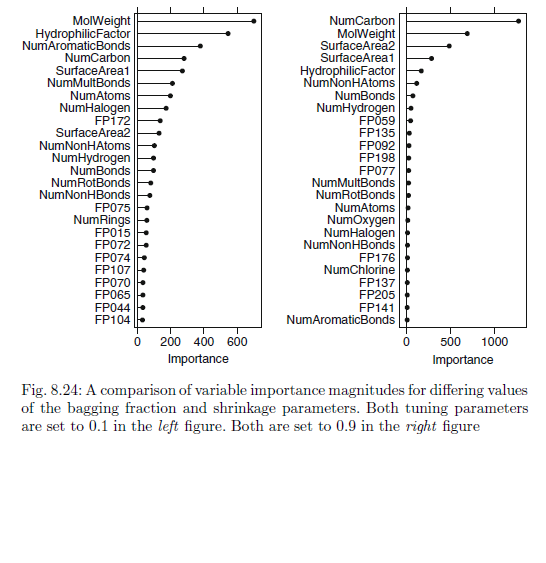 MolWeight
HydrophilicFactor
NumAromaticBonds
NumCarbon
SurfaceArea1
NumMultBonds
NumAtoms
NumHalogen
FP172
SurfaceArea2
NumNonHAtoms
NumHydrogen
NumBonds
NumRotBonds
NumNonHBonds
FP075
NumRings
FP015
FP072
FP074
FP107
FP070
FP065
FP044
FP104
0 200 400 600
Importance
NumCarbon
MolWeight
SurfaceArea2
SurfaceArea1
HydrophilicFactor
NumNonHAtoms
NumBonds
NumHydrogen
FP059
FP135
FP092
FP198
FP077
NumMultBonds
NumRotBonds
NumAtoms
NumOxygen
NumHalogen
NumNonHBonds
FP176
NumChlorine
FP137
FP205
FP141
NumAromaticBonds
0 500 1000
Importance
Fig. 8.24: A comparison of variable importance magnitudes for differing values
of the bagging fraction and shrinkage parameters. Both tuning parameters
are set to 0.1 in the left figure. Both are set to 0.9 in the right figure